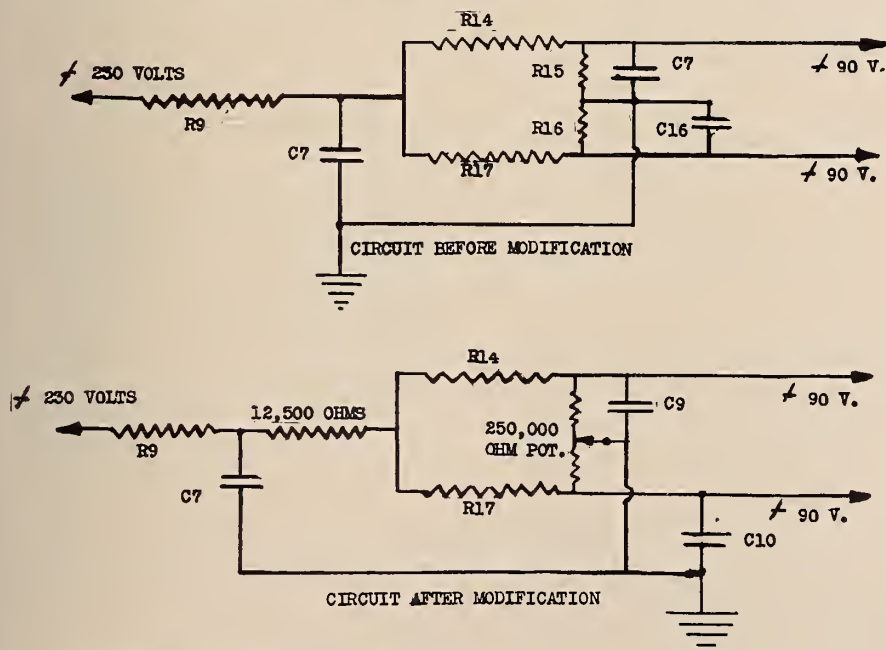 R14
+ 230 VOLTS
R9
R15
C7
+ 90 V.
R16
C16
C7
R17
+ 90 V.
CIRCUIT BEFORE MODIFICATION
R14
+ 230 VOLTS
12,500 OHMS
R9
C9
+ 90 V.
250,000
OHM POT.
C7
R17
+ 90 V.
C10
CIRCUIT AFTER MODIFICATION